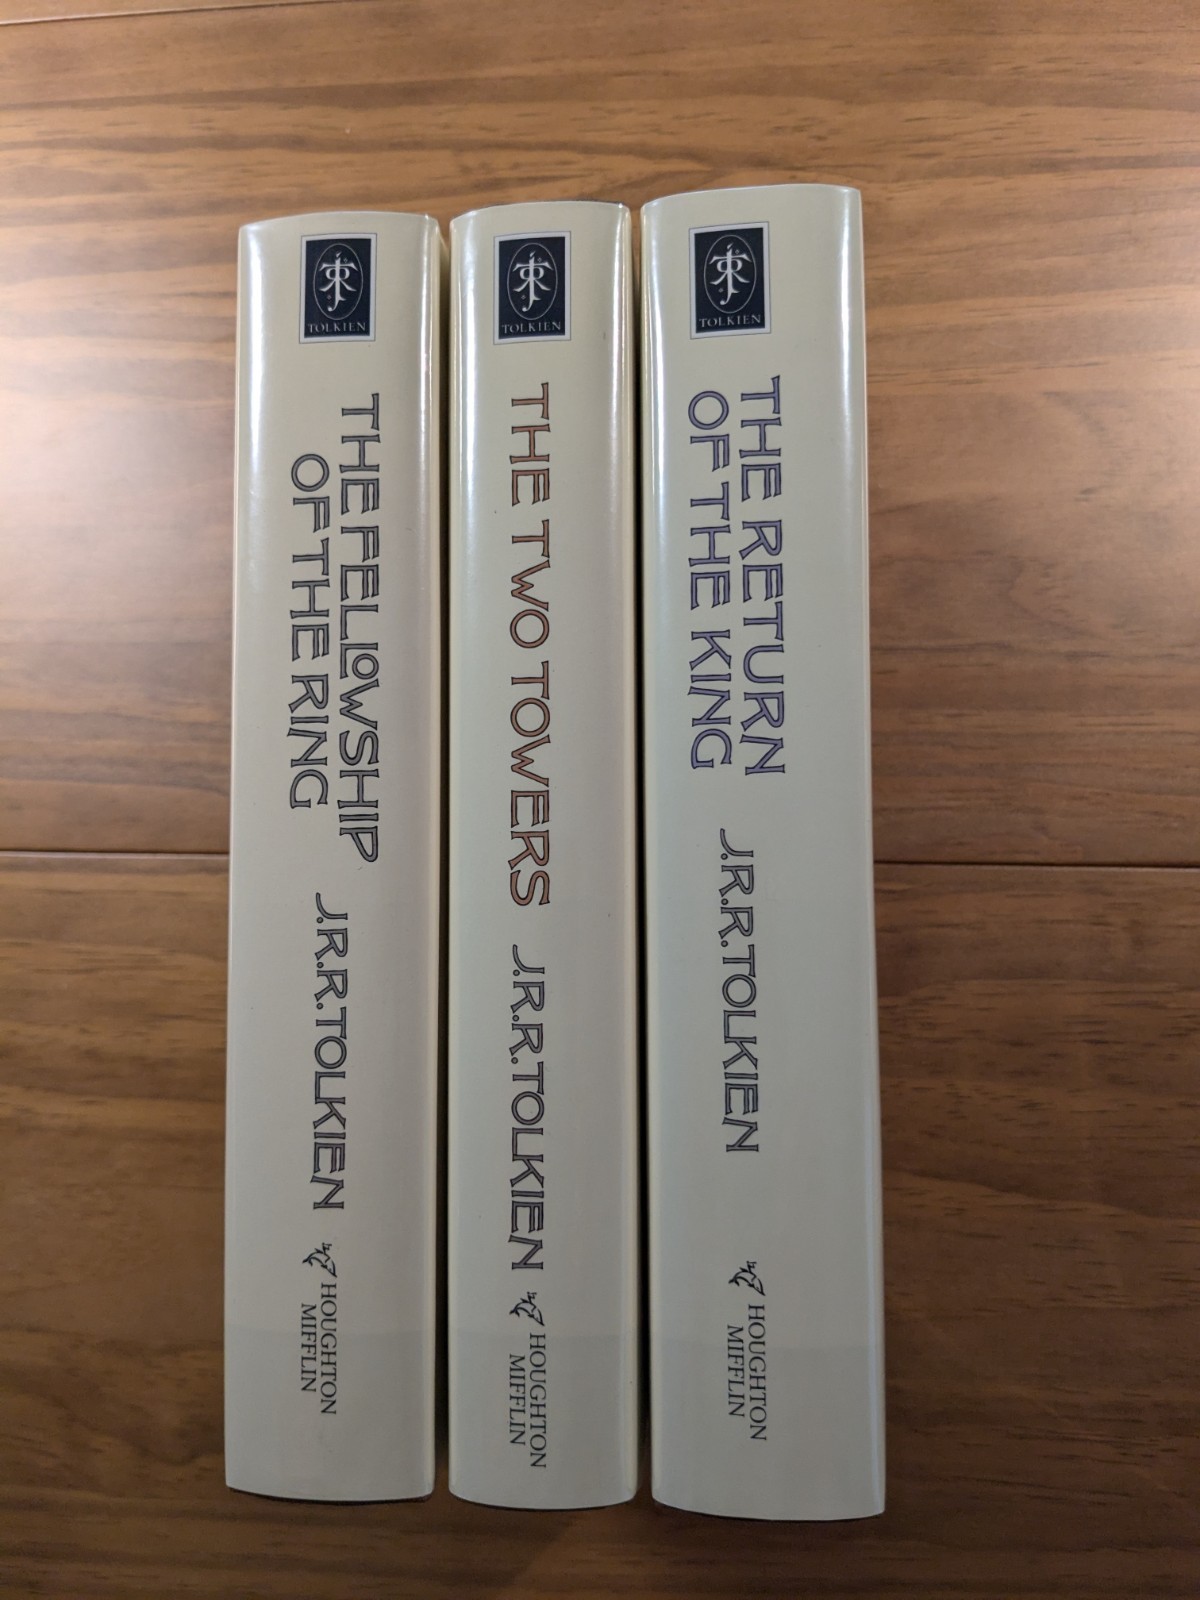 TOLKIEN
THE FELLOWSHIP
OF THE RING
J.R.R. TOLKIEN
HOUGHTON
MIFFLIN
TOLKIEN
THE TWO TOWERS
J.R.R. TOLKIEN
HOUGHTON
MIFFLIN
TOLKIEN
THE RETURN
OF THE KING
J.R.R. TOLKIEN
HOUGHTON
MIFFLIN